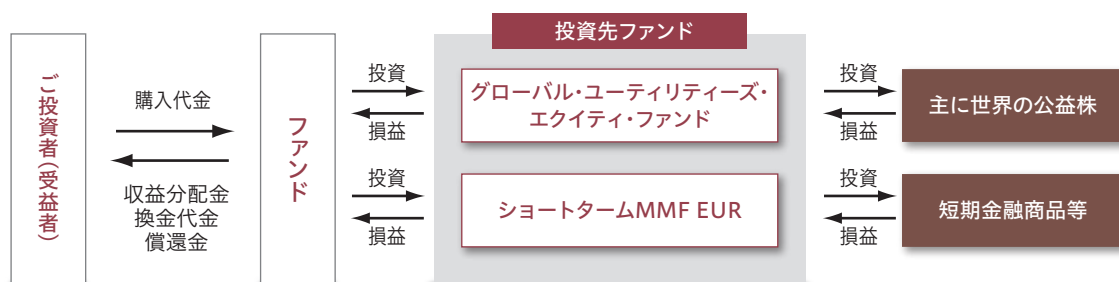 投資先ファンド
ご投資者(受益者)
購入代金
収益分配金
換金代金
償還金
ファンド
投資
損益
投資
損益
グローバル・ユーティリティーズ・
エクイティ・ファンド
ショートタームMMF EUR
投資
損益
投資
損益
主に世界の公益株
短期金融商品等